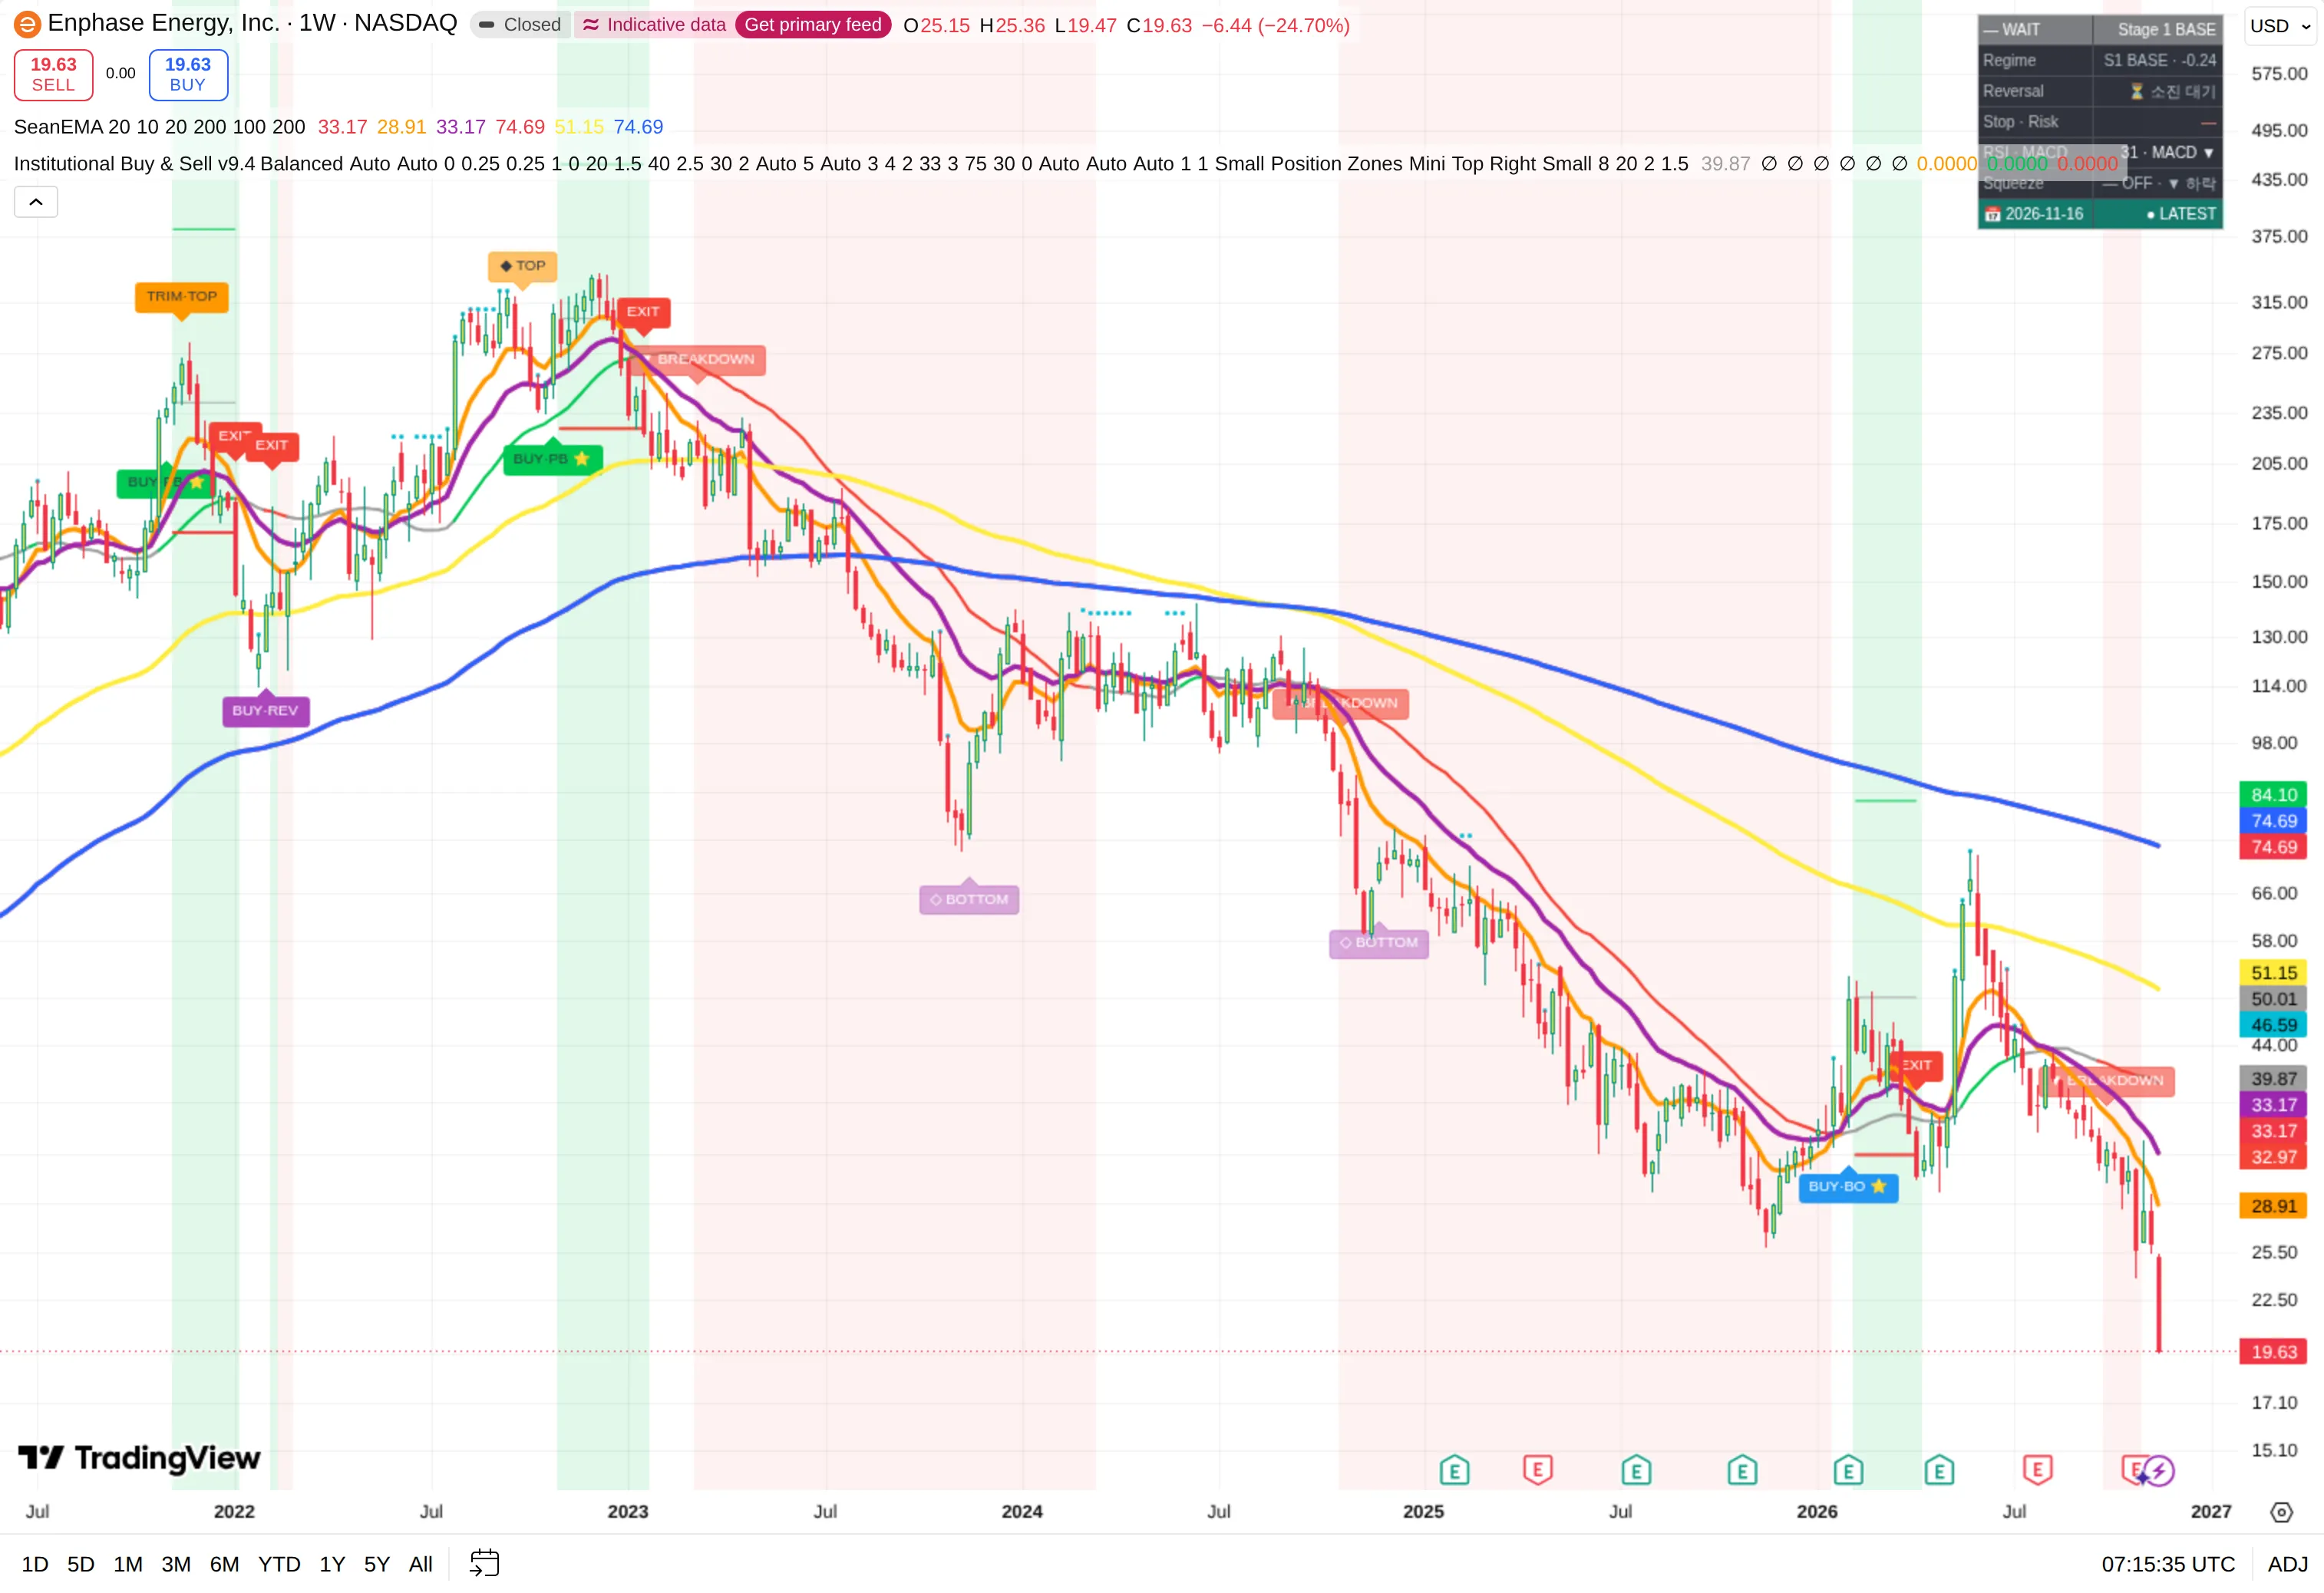 Enphase Energy, Inc. · 1W · NASDAQ
Closed
Indicative data
Get primary feed
O25.15 H25.36 L19.47 C19.63 −6.44 (−24.70%)
19.63
SELL
0.00
19.63
BUY
SeanEMA 20 10 20 200 100 200 33.17 28.91 33.17 74.69 51.15 74.69
Institutional Buy & Sell v9.4 Balanced Auto Auto 0 0.25 0.25 1 0 20 1.5 40 2.5 30 2 Auto 5 Auto 3 4 2 33 3 75 30 0 Auto Auto Auto 1 1 Small Position Zones Mini Top Right Small 8 20 2 1.5 39.87 ∅ ∅ ∅ ∅ ∅ ∅ 0.0000 0.0000 0.0000
— WAIT Stage 1 BASE
Regime S1 BASE · -0.24
Reversal ⏳ 소진 대기
Stop · Risk —
RSI · MACD 31 · MACD ▼
Squeeze — OFF · ▼ 하락
📅 2026-11-16 ● LATEST
USD
575.00
495.00
435.00
375.00
315.00
275.00
235.00
205.00
175.00
150.00
130.00
114.00
98.00
84.10
74.69
74.69
66.00
58.00
51.15
50.01
46.59
44.00
39.87
33.17
33.17
32.97
28.91
25.50
22.50
19.63
17.10
15.10
TRIM·TOP
◆ TOP
EXIT
BREAKDOWN
EXIT
EXIT
BUY·PB ⭐
BUY·PB ⭐
BUY·REV
BREAKDOWN
◇ BOTTOM
◇ BOTTOM
EXIT
BREAKDOWN
BUY·BO ⭐
TradingView
E
E
E
E
E
E
E
E
Jul
2022
Jul
2023
Jul
2024
Jul
2025
Jul
2026
Jul
2027
1D 5D 1M 3M 6M YTD 1Y 5Y All
07:15:35 UTC
ADJ